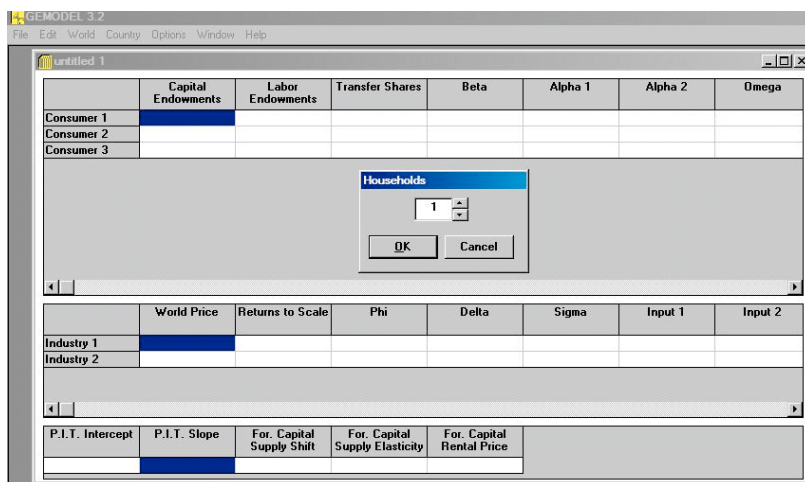 GEMODEL 3.2
File Edit World Country Options Window Help
untitled 1
Capital Endowments Labor Endowments Transfer Shares Beta Alpha 1 Alpha 2 Omega
Consumer 1
Consumer 2
Consumer 3
Households
1
OK Cancel
World Price Returns to Scale Phi Delta Sigma Input 1 Input 2
Industry 1
Industry 2
P.I.T. Intercept P.I.T. Slope For. Capital Supply Shift For. Capital Supply Elasticity For. Capital Rental Price